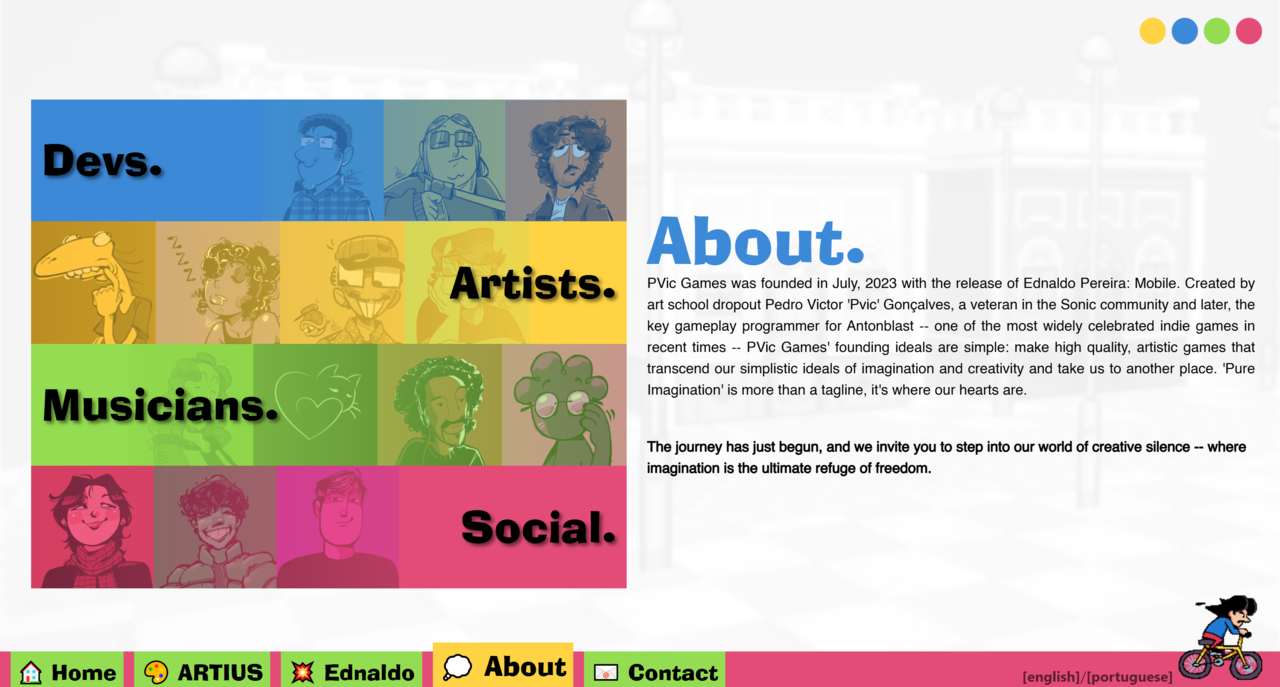 Devs.
Artists.
Musicians.
Social.
About.
PVic Games was founded in July, 2023 with the release of Ednaldo Pereira: Mobile. Created by
art school dropout Pedro Victor 'Pvic' Gonçalves, a veteran in the Sonic community and later, the
key gameplay programmer for Antonblast -- one of the most widely celebrated indie games in
recent times -- PVic Games' founding ideals are simple: make high quality, artistic games that
transcend our simplistic ideals of imagination and creativity and take us to another place. 'Pure
Imagination' is more than a tagline, it's where our hearts are.
The journey has just begun, and we invite you to step into our world of creative silence -- where
imagination is the ultimate refuge of freedom.
Home
ARTIUS
Ednaldo
About
Contact
[english]/[portuguese]